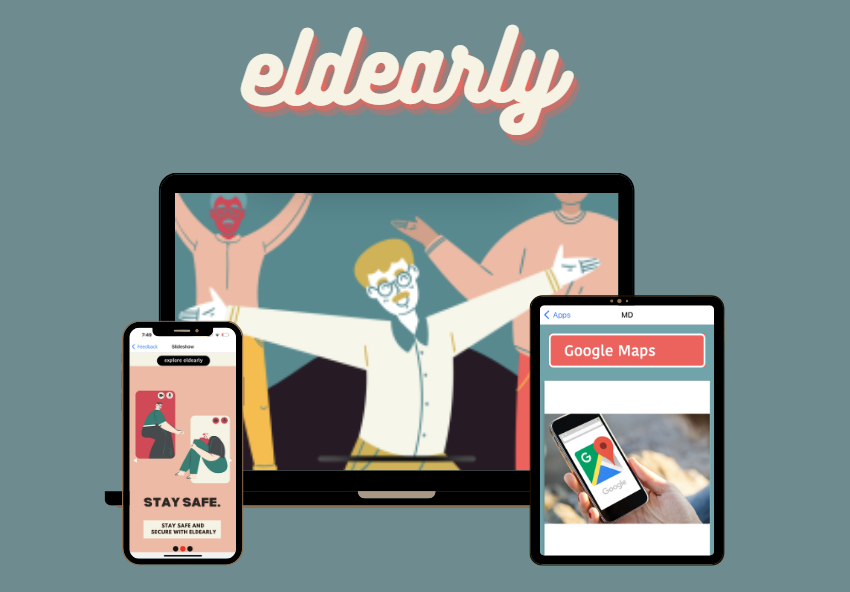 eldearly
7:48
Feedback
Slideshow
explore eldearly
STAY SAFE.
STAY SAFE AND
SECURE WITH ELDEARLY
Apps
MD
Google Maps
G
Google